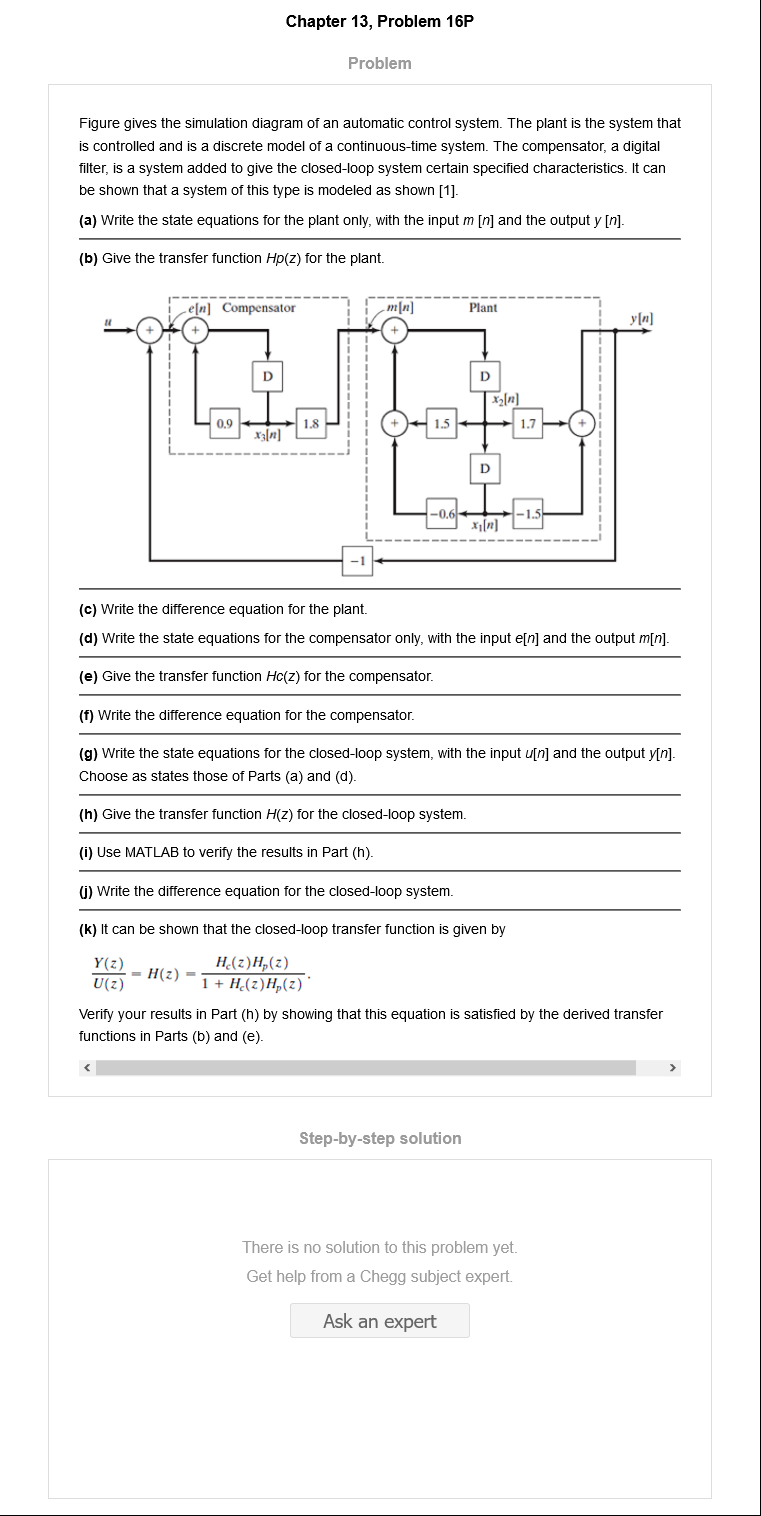 Chapter 13, Problem 16P
Problem
Figure gives the simulation diagram of an automatic control system. The plant is the system that
is controlled and is a discrete model of a continuous-time system. The compensator, a digital
filter, is a system added to give the closed-loop system certain specified characteristics. It can
be shown that a system of this type is modeled as shown [1].
(a) Write the state equations for the plant only, with the input m [n] and the output y [n].
(b) Give the transfer function Hp(z) for the plant.
e[n] Compensator
m[n] Plant
u
+
+
+
y[n]
D
D
x₂[n]
0.9
1.8
+
1.5
1.7
+
x₃[n]
D
−0.6
−1.5
x₁[n]
−1
(c) Write the difference equation for the plant.
(d) Write the state equations for the compensator only, with the input e[n] and the output m[n].
(e) Give the transfer function Hc(z) for the compensator.
(f) Write the difference equation for the compensator.
(g) Write the state equations for the closed-loop system, with the input u[n] and the output y[n].
Choose as states those of Parts (a) and (d).
(h) Give the transfer function H(z) for the closed-loop system.
(i) Use MATLAB to verify the results in Part (h).
(j) Write the difference equation for the closed-loop system.
(k) It can be shown that the closed-loop transfer function is given by
Y(z)/U(z) = H(z) = H_c(z)H_p(z)/1 + H_c(z)H_p(z).
Verify your results in Part (h) by showing that this equation is satisfied by the derived transfer
functions in Parts (b) and (e).
Step-by-step solution
There is no solution to this problem yet.
Get help from a Chegg subject expert.
Ask an expert